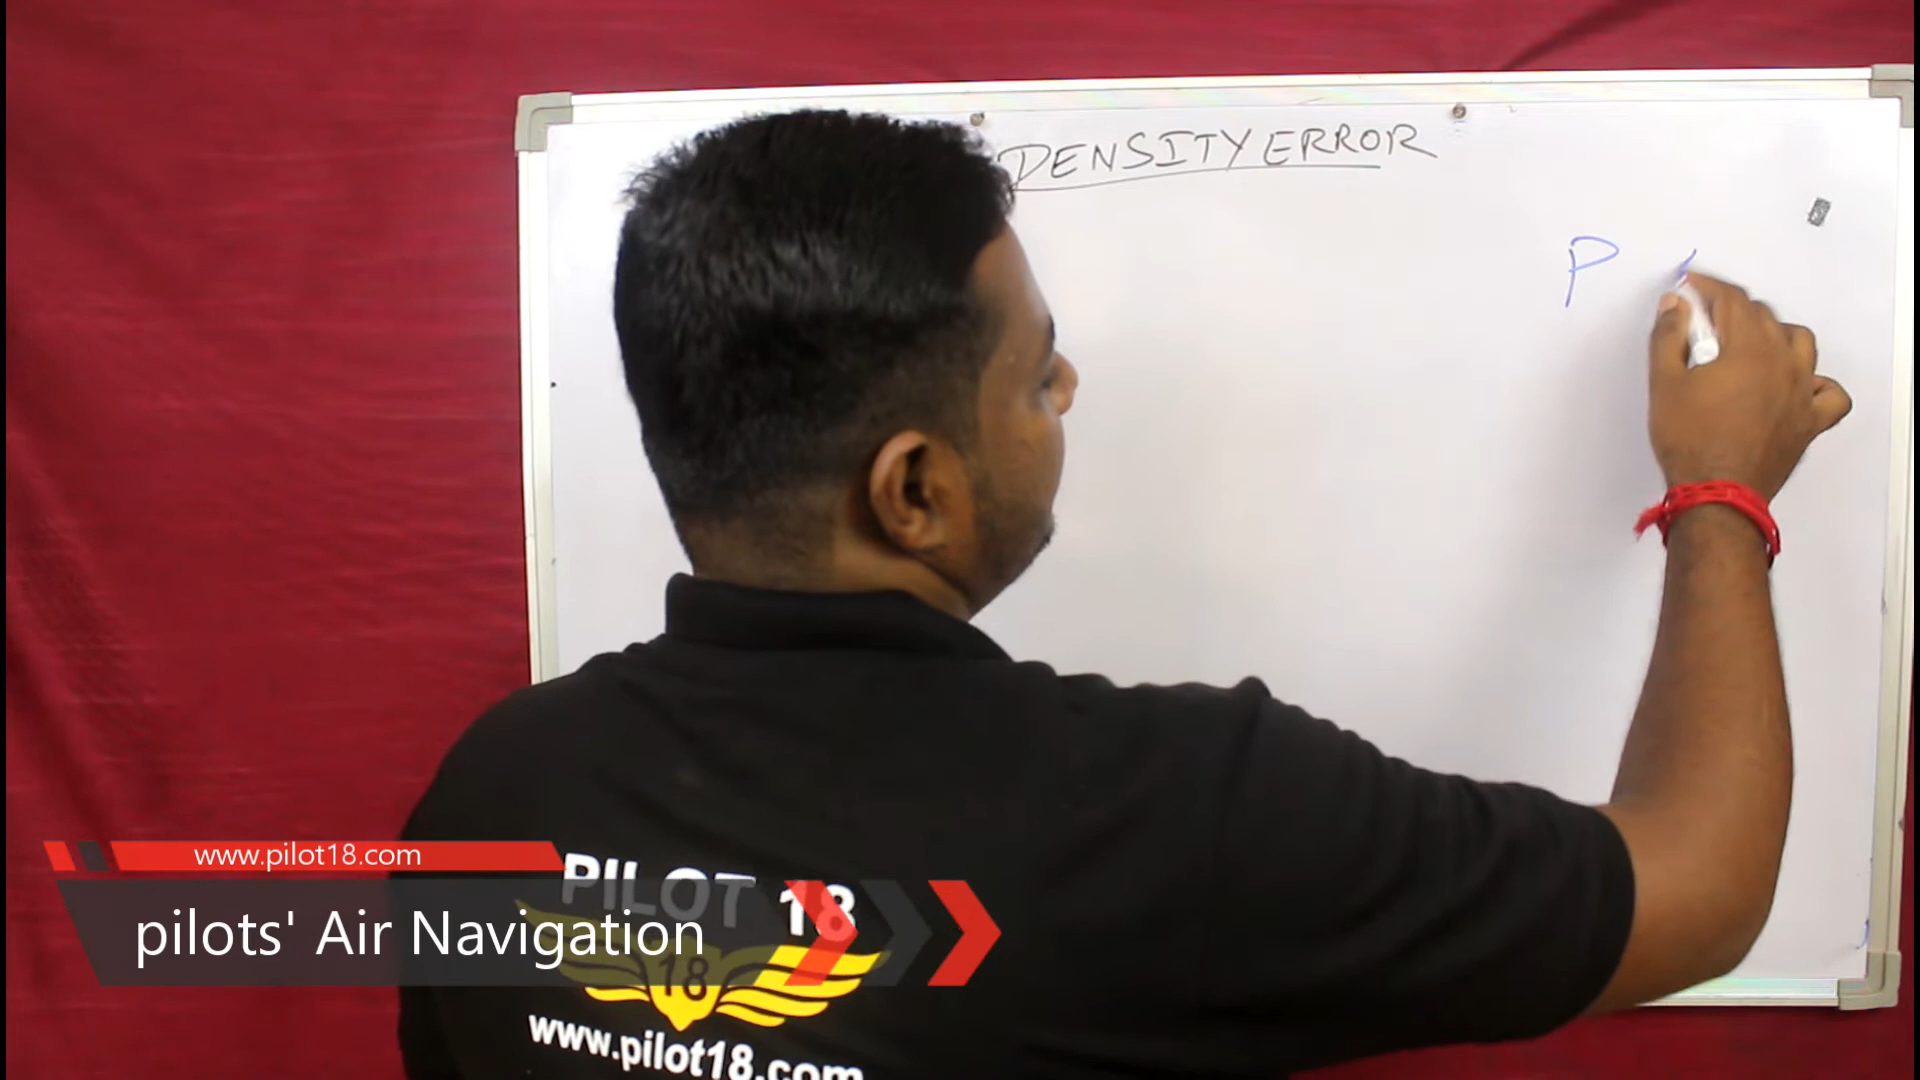 DENSITY ERROR
P
www.pilot18.com
pilots' Air Navigation
PILOT 18
18
www.pilot18.com